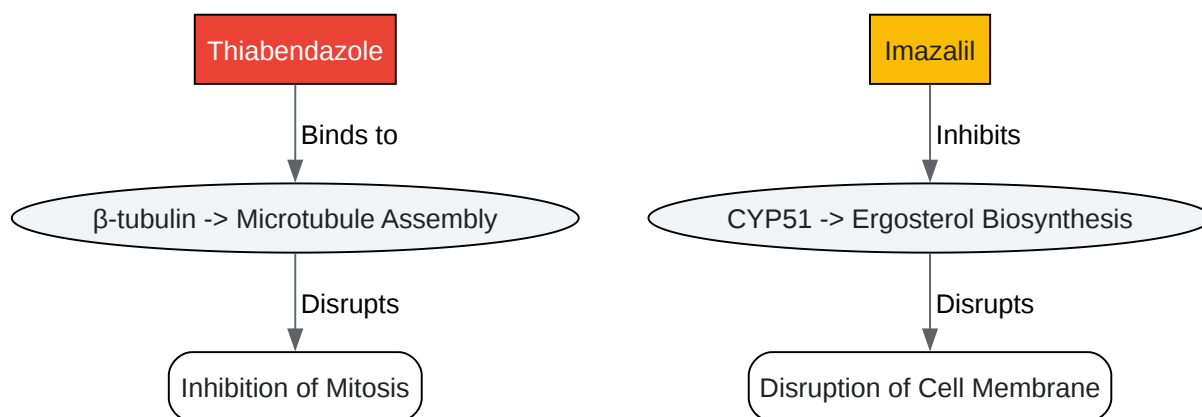 Thiabendazole
Imazalil
Binds to
Inhibits
β-tubulin -> Microtubule Assembly
CYP51 -> Ergosterol Biosynthesis
Disrupts
Disrupts
Inhibition of Mitosis
Disruption of Cell Membrane